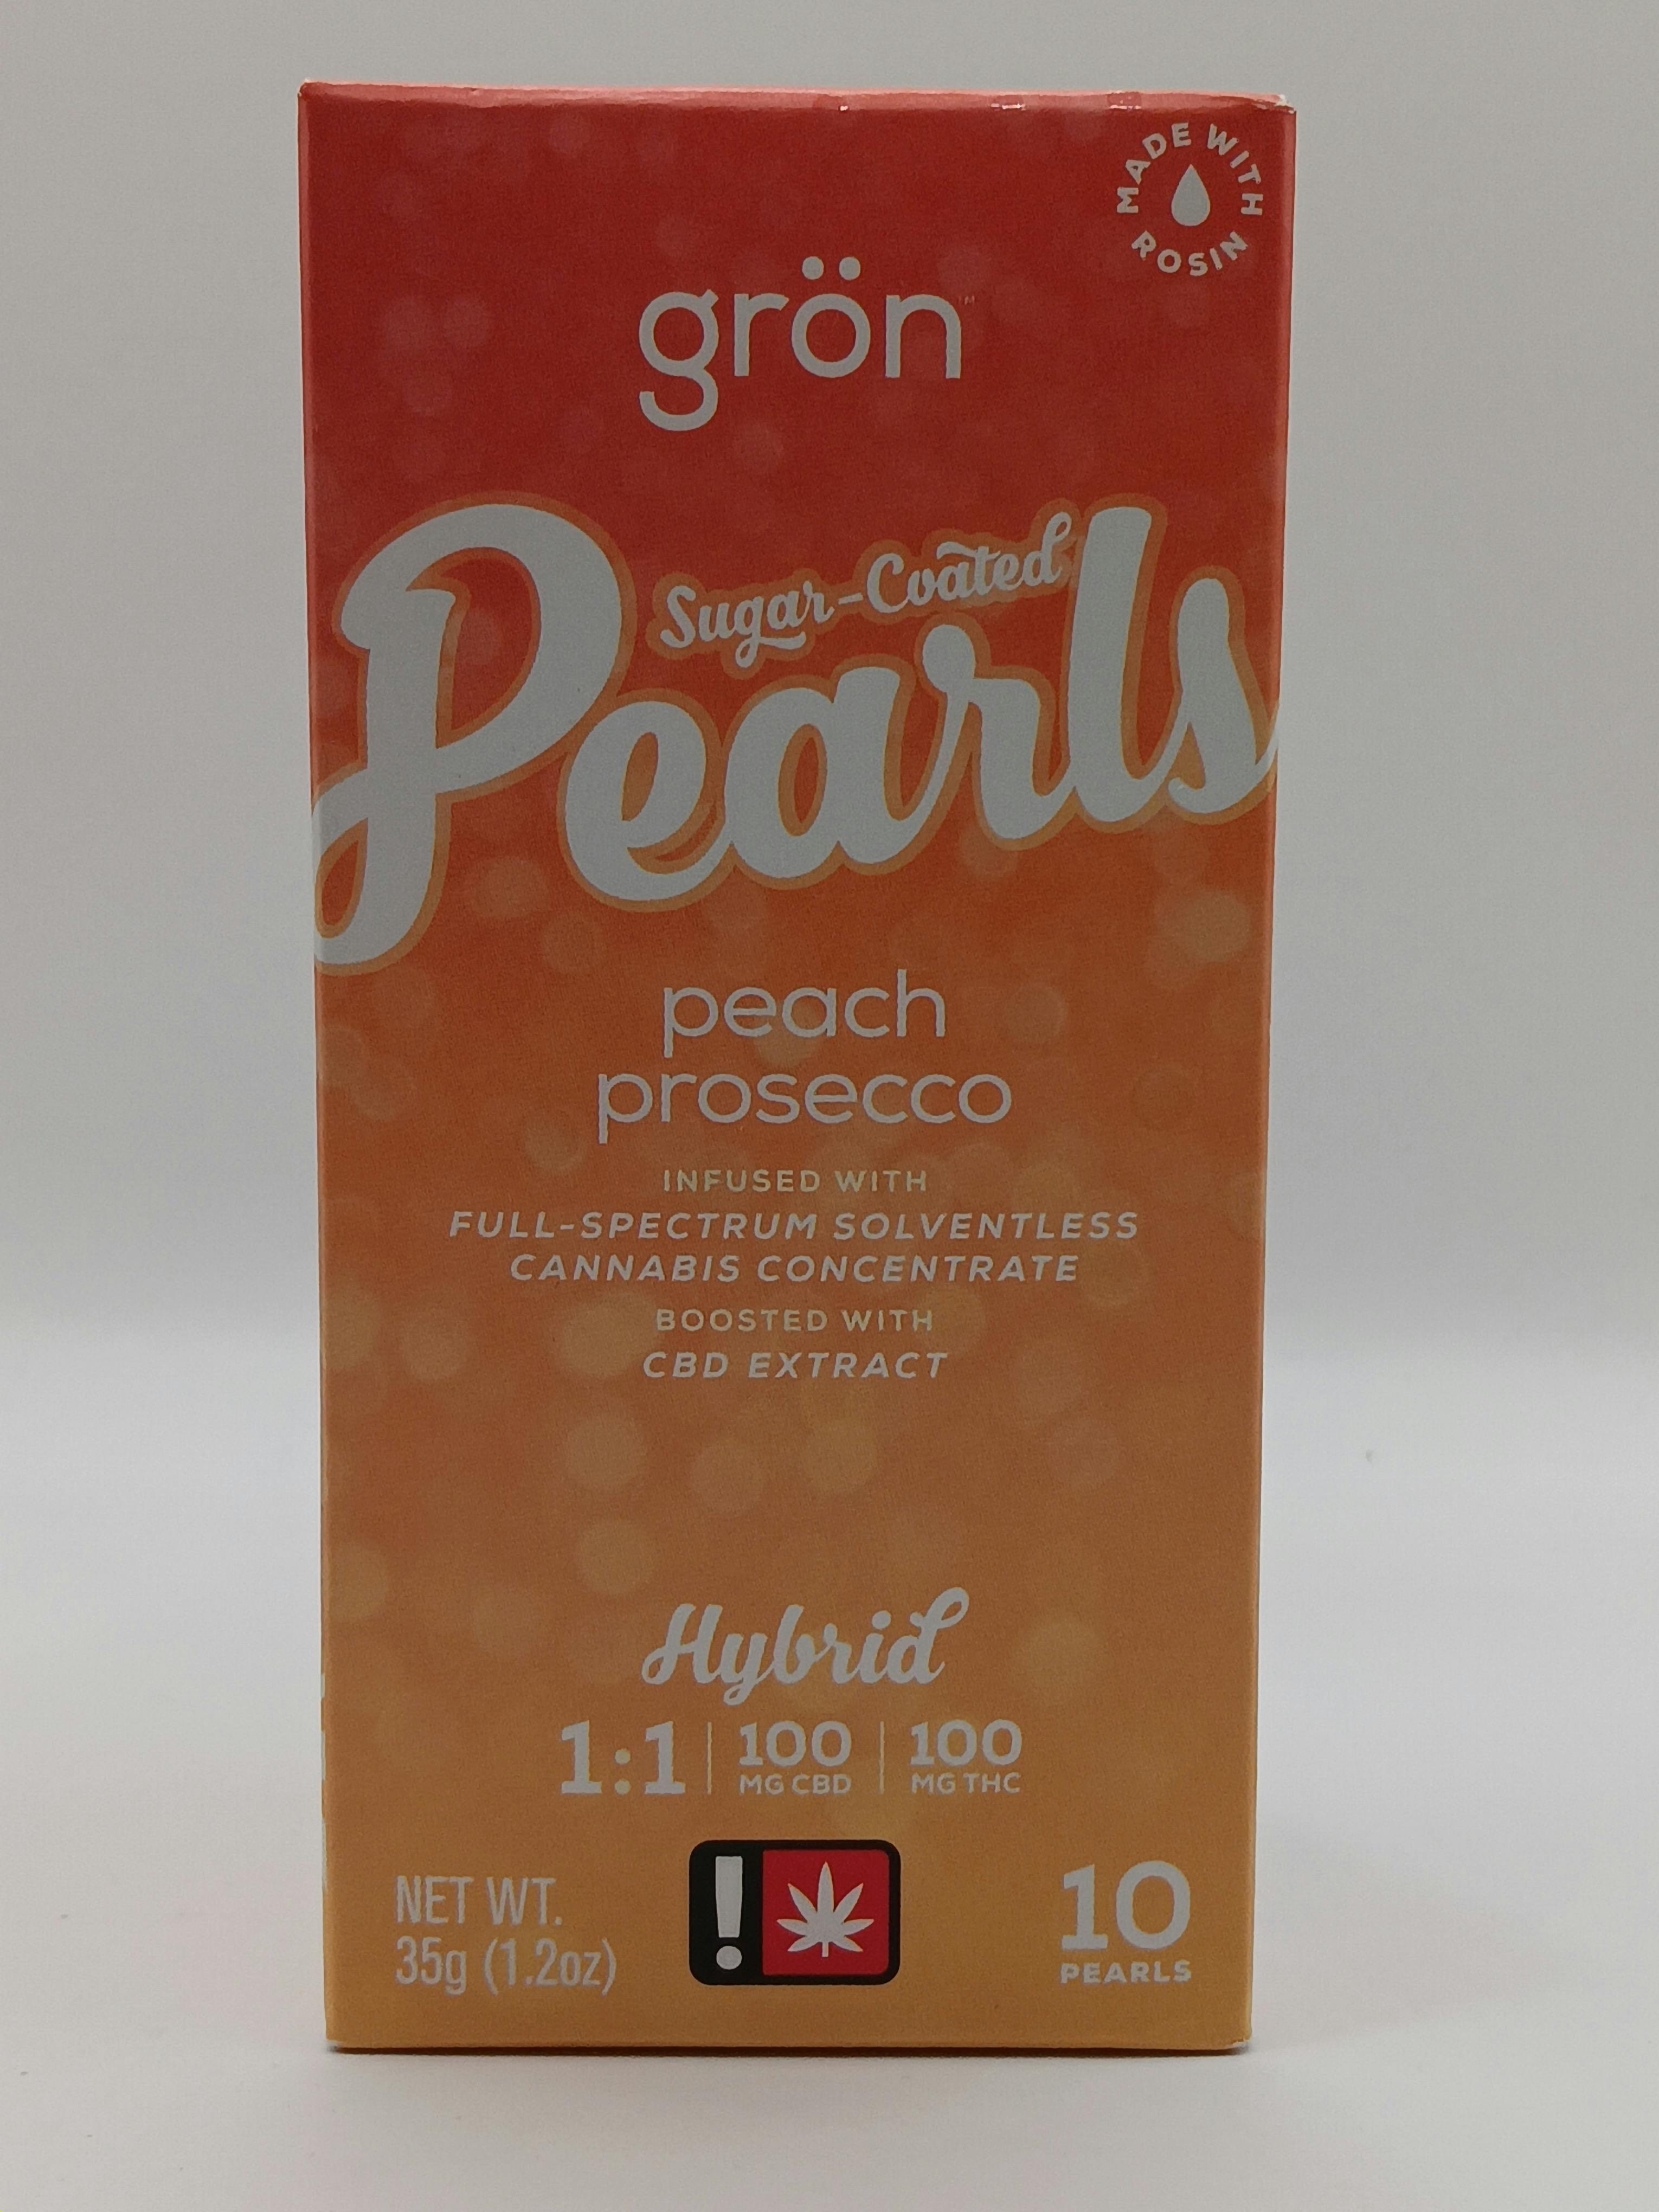 MADE WITH
ROSIN
grön™
Sugar-Coated
Pearls
peach
prosecco
INFUSED WITH
FULL-SPECTRUM SOLVENTLESS
CANNABIS CONCENTRATE
BOOSTED WITH
CBD EXTRACT
Hybrid
1:1 | 100 MG CBD | 100 MG THC
NET WT.
35g (1.2oz)
!
10
PEARLS